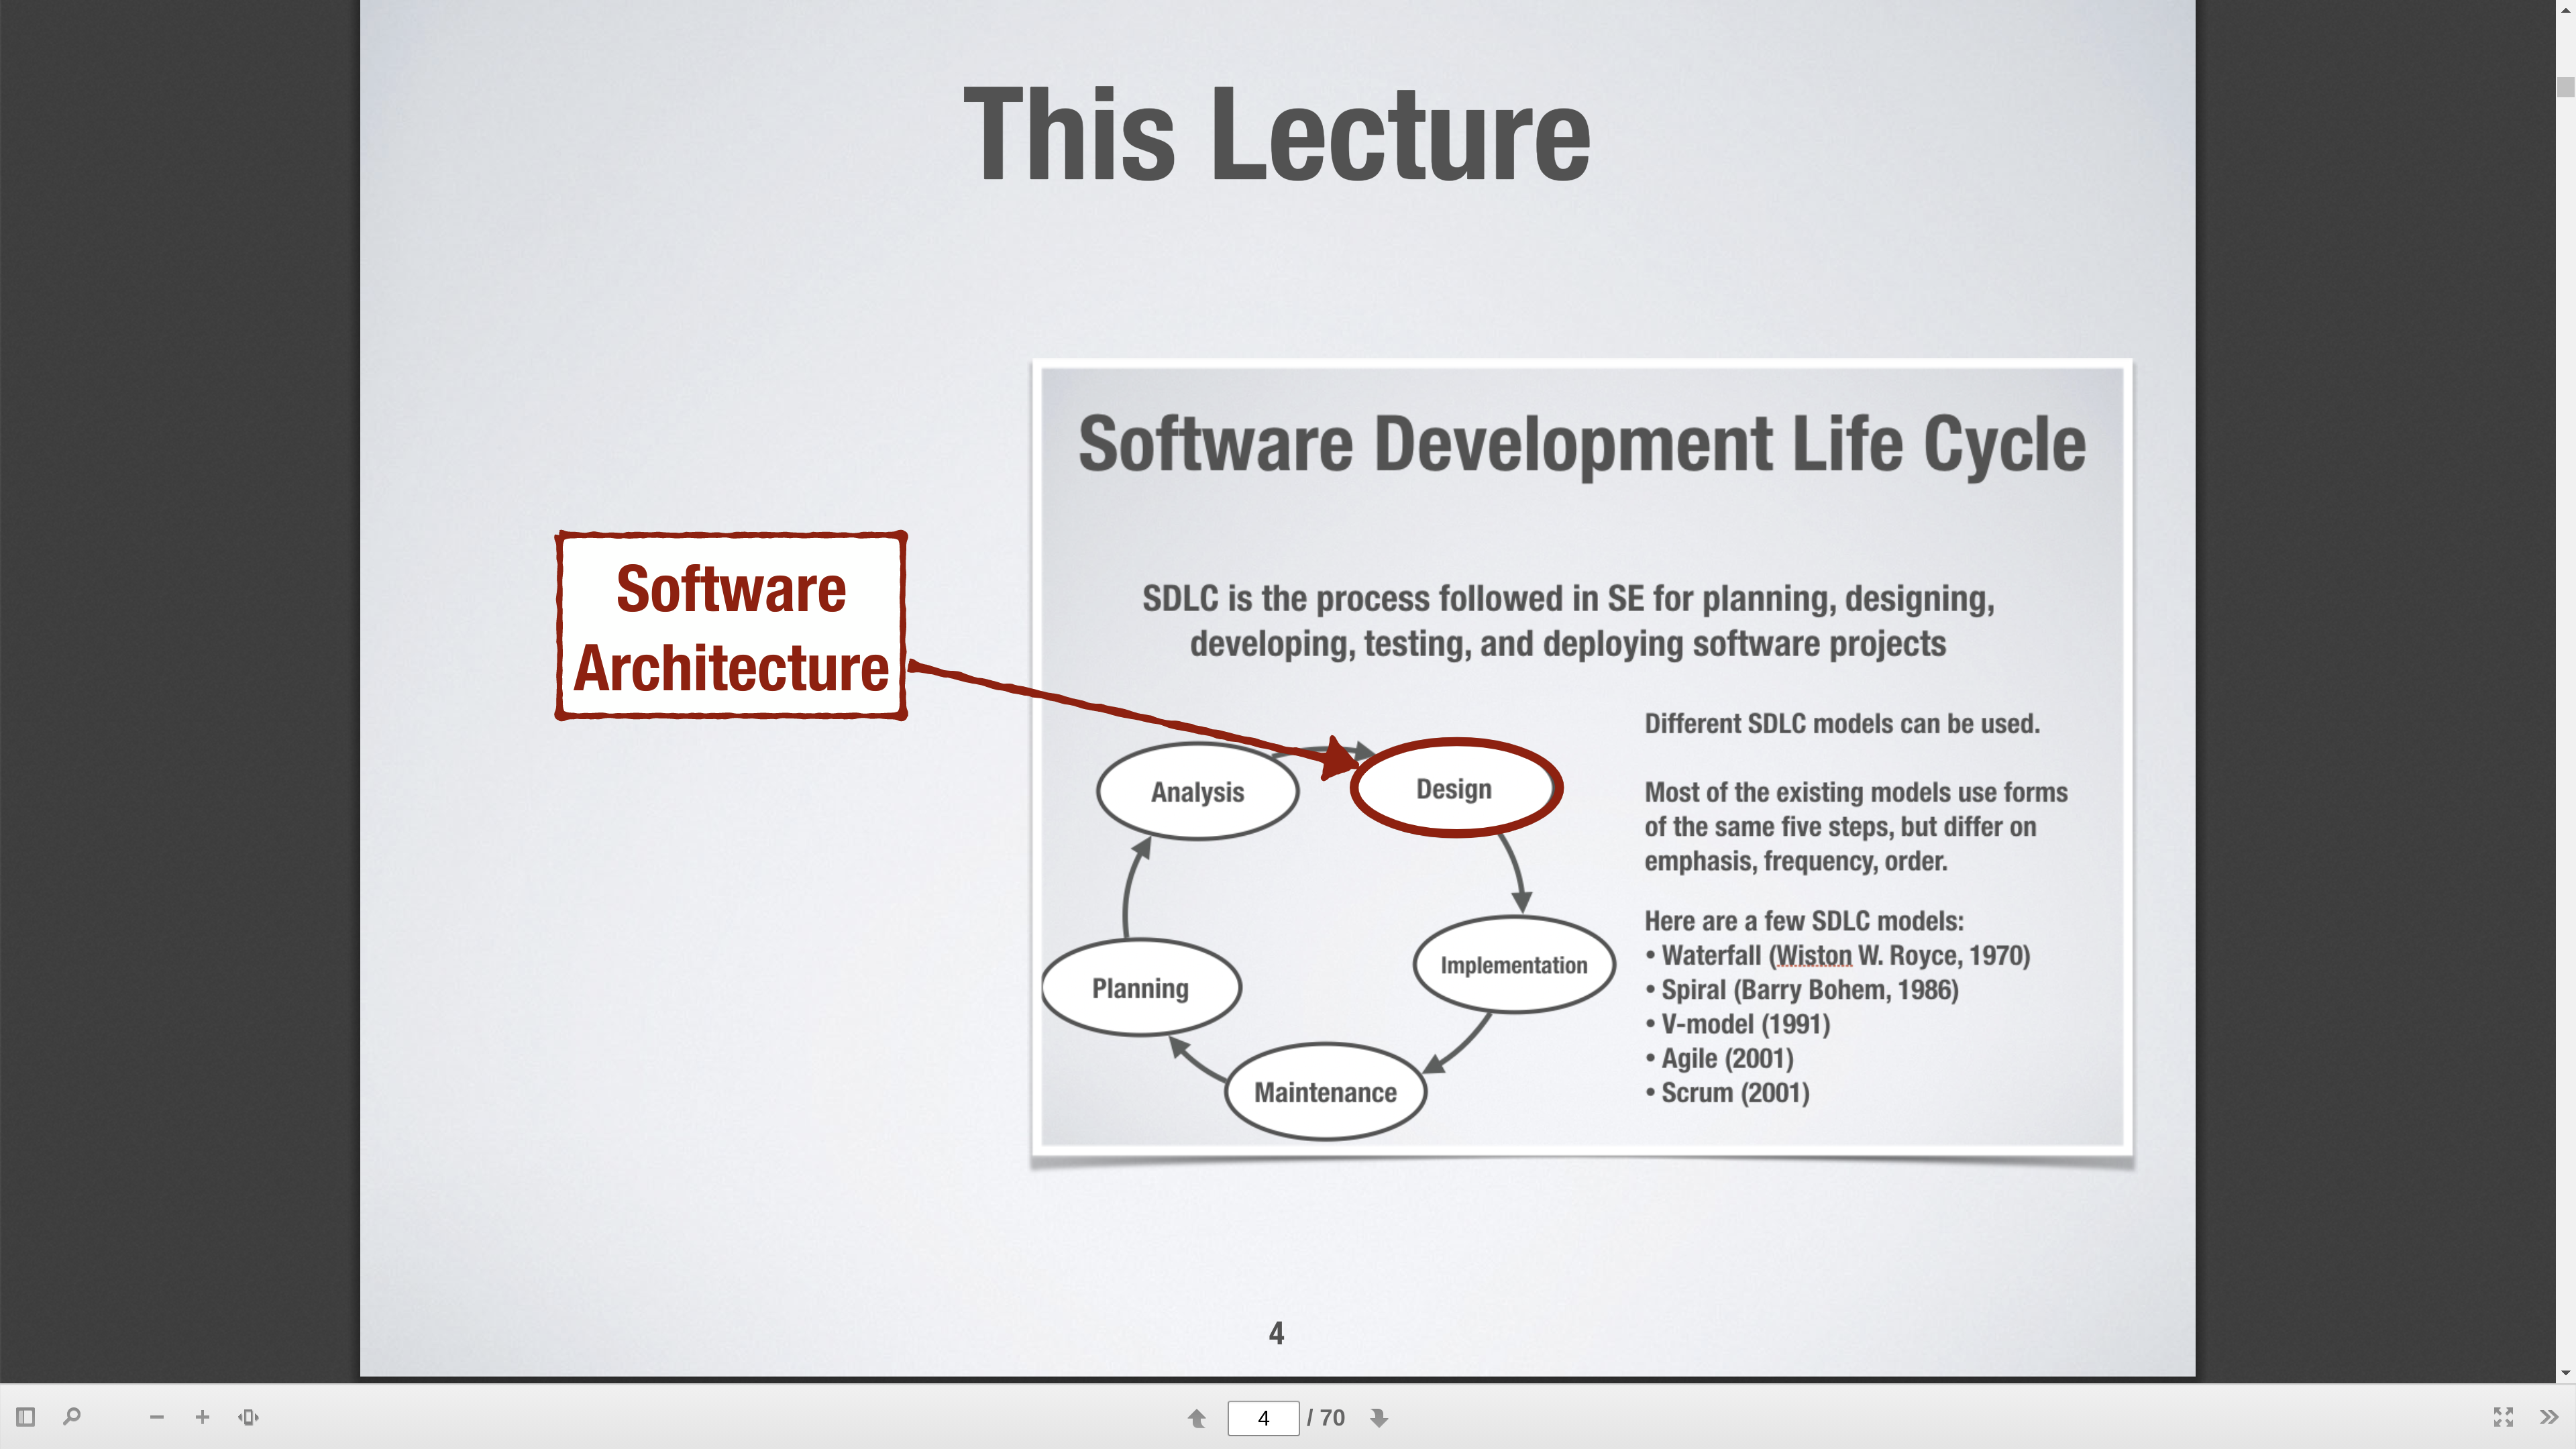 This Lecture
Software
Architecture
Software Development Life Cycle
SDLC is the process followed in SE for planning, designing,
developing, testing, and deploying software projects
Analysis
Design
Implementation
Maintenance
Planning
Different SDLC models can be used.
Most of the existing models use forms
of the same five steps, but differ on
emphasis, frequency, order.
Here are a few SDLC models:
• Waterfall (Wiston W. Royce, 1970)
• Spiral (Barry Bohem, 1986)
• V-model (1991)
• Agile (2001)
• Scrum (2001)
4
4 / 70